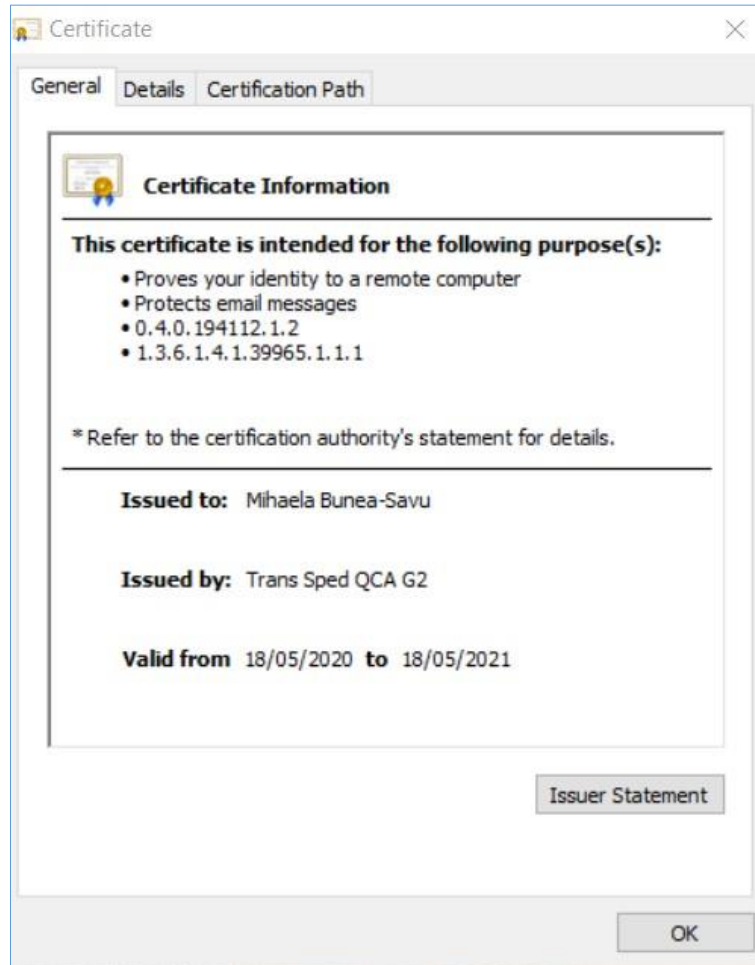 Certificate
General Details Certification Path
Certificate Information
This certificate is intended for the following purpose(s):
• Proves your identity to a remote computer
• Protects email messages
• 0.4.0.194112.1.2
• 1.3.6.1.4.1.39965.1.1.1
* Refer to the certification authority's statement for details.
Issued to: Mihaela Bunea-Savu
Issued by: Trans Sped QCA G2
Valid from 18/05/2020 to 18/05/2021
Issuer Statement
OK